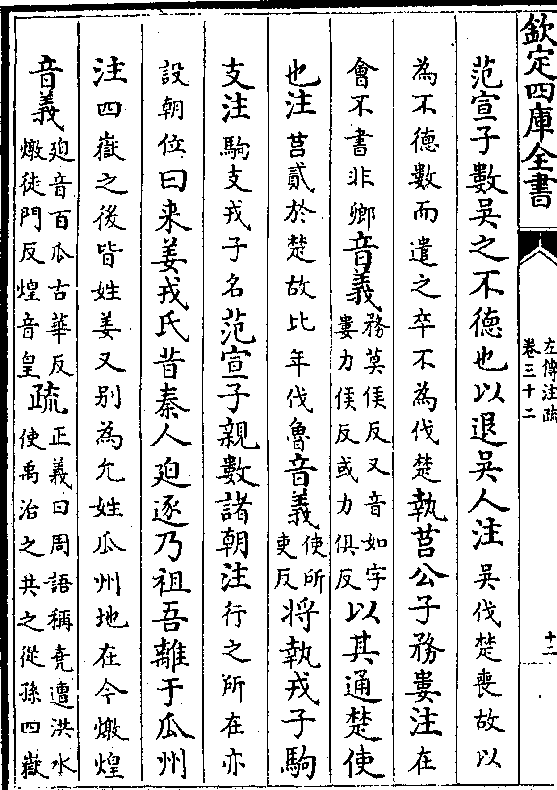 欽定四庫全書
左傳注疏
卷三十二
十二
范宣子數吳之不德也以退吳人注吳伐楚喪故以
為不德數而遣之卒不為伐楚執莒公子務婁注在
會不書非卿音義務莫侯反又音如字婁力侯反或力俱反以其通楚使
也注莒貳於楚故比年伐魯音義使所吏反將執戎子駒
支注駒支戎子名范宣子親數諸朝注行之所在亦
設朝位曰来姜戎氏昔秦人廹逐乃祖吾離于瓜州
注四嶽之後皆姓姜又别為允姓瓜州地在今燉煌
音義廹音百瓜古華反燉徒門反煌音皇疏正義曰周語稱堯遭洪水使禹治之共之從孫四嶽